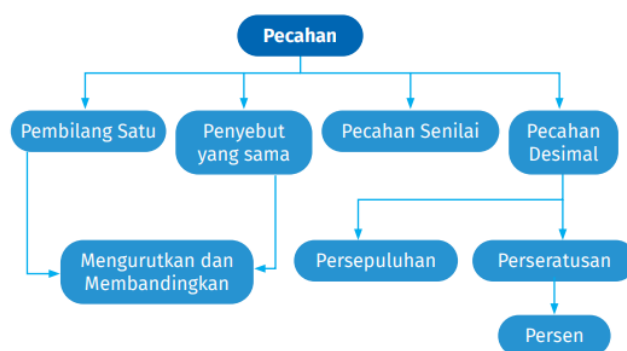 Pecahan
Pembilang Satu
Penyebut
yang sama
Pecahan Senilai
Pecahan
Desimal
Mengurutkan dan
Membandingkan
Persepuluhan
Perseratusan
Persen